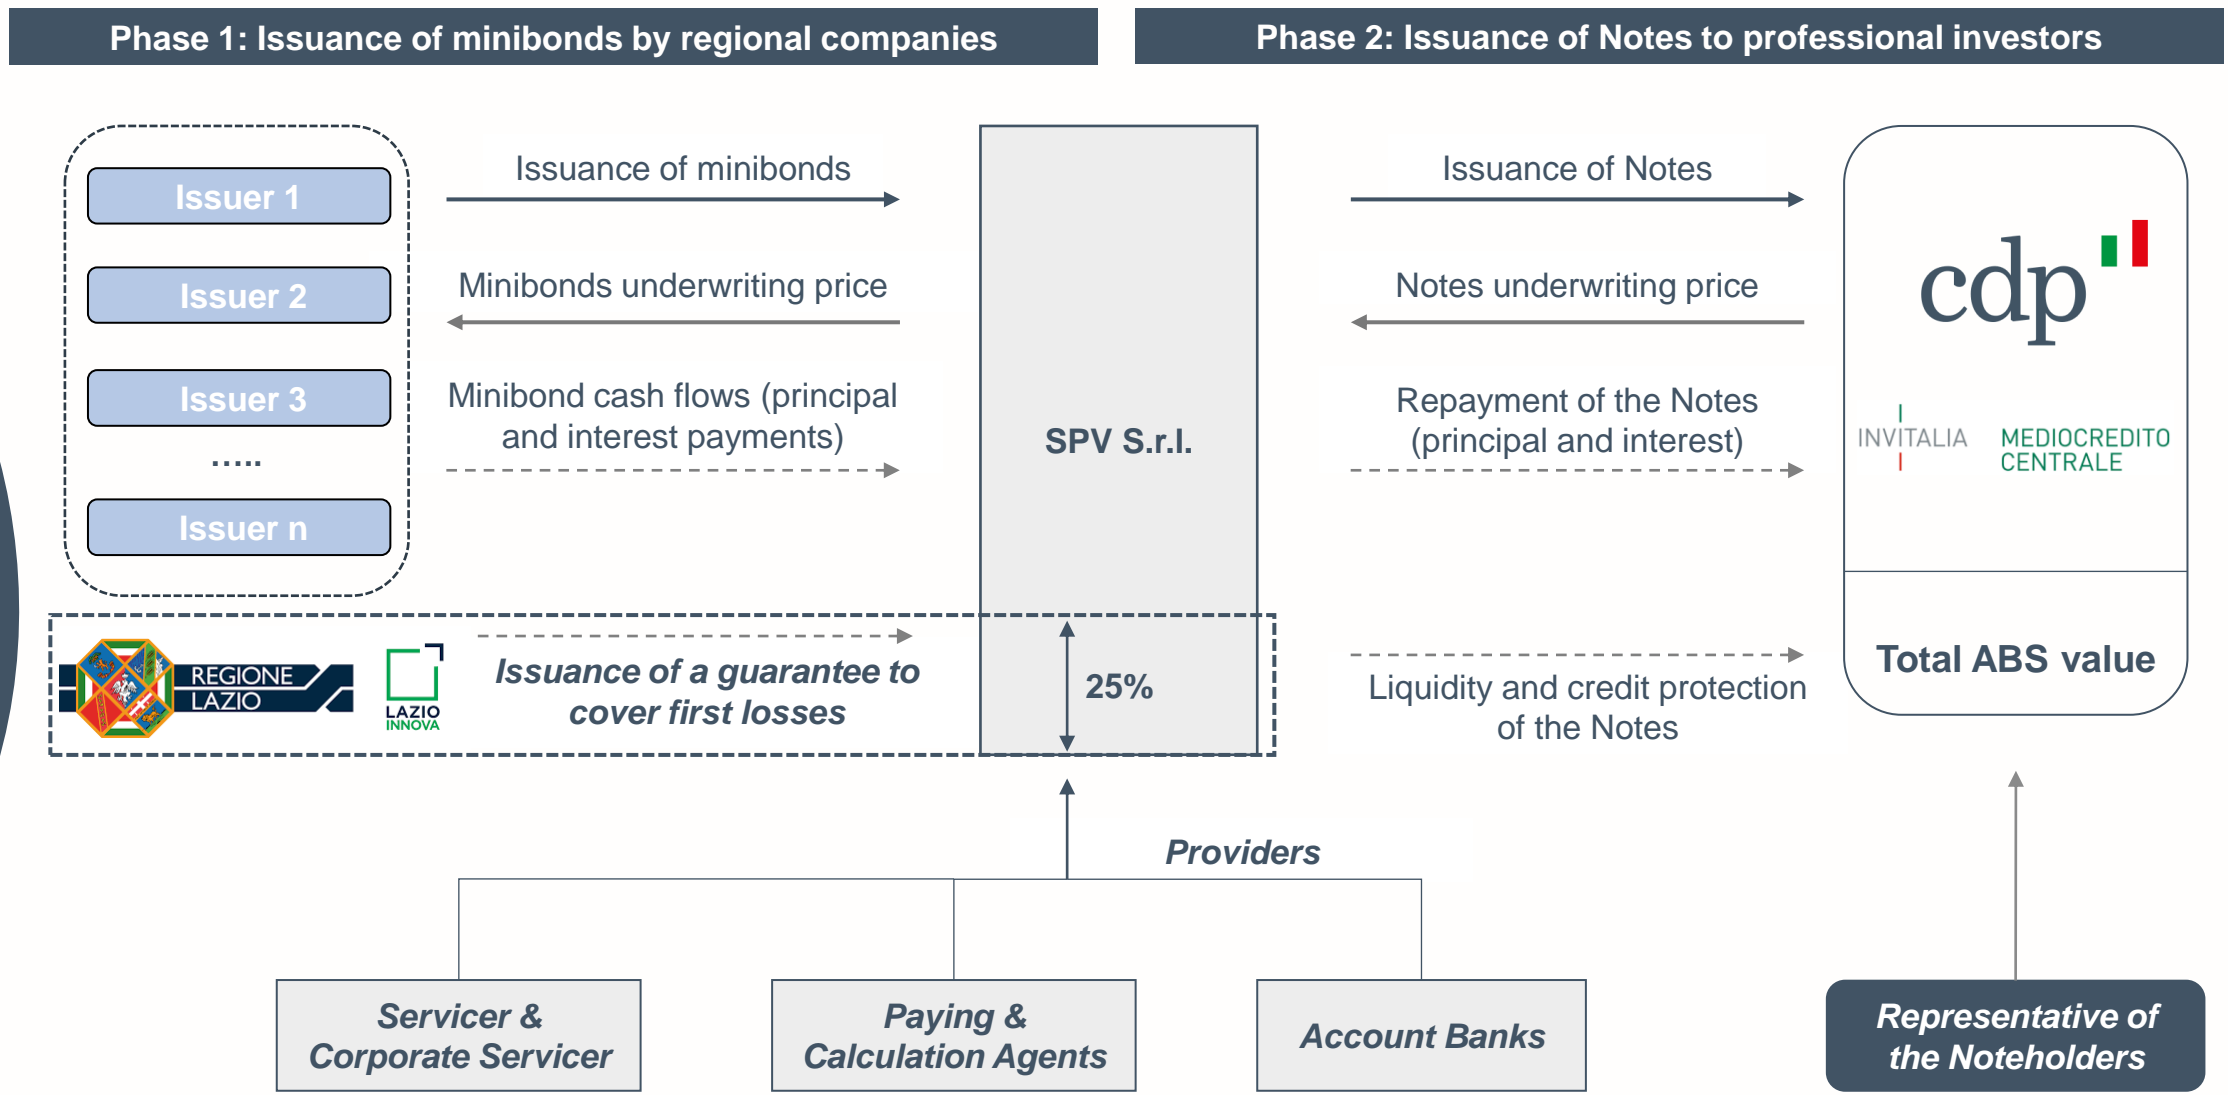 Phase 1: Issuance of minibonds by regional companies
Phase 2: Issuance of Notes to professional investors
Issuer 1
Issuer 2
Issuer 3
.....
Issuer n
Issuance of minibonds
Minibonds underwriting price
Minibond cash flows (principal
and interest payments)
SPV S.r.l.
Issuance of Notes
Notes underwriting price
Repayment of the Notes
(principal and interest)
cdp
INVITALIA
MEDIOCREDITO
CENTRALE
Total ABS value
REGIONE
LAZIO
LAZIO
INNOVA
Issuance of a guarantee to
cover first losses
25%
Liquidity and credit protection
of the Notes
Providers
Servicer &
Corporate Servicer
Paying &
Calculation Agents
Account Banks
Representative of
the Noteholders